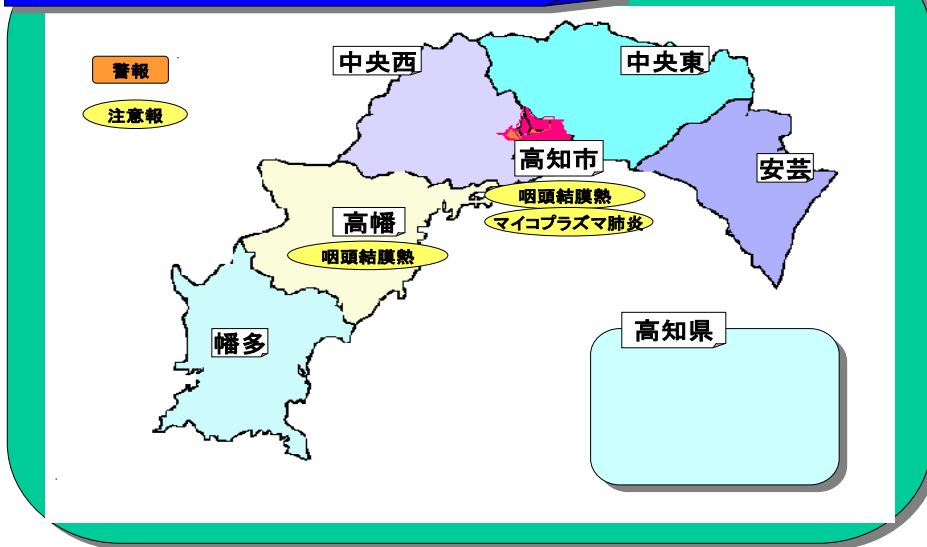 警報
注意報
中央西
中央東
高知市
安芸
咽頭結膜熱
マイコプラズマ肺炎
高幡
咽頭結膜熱
幡多
高知県